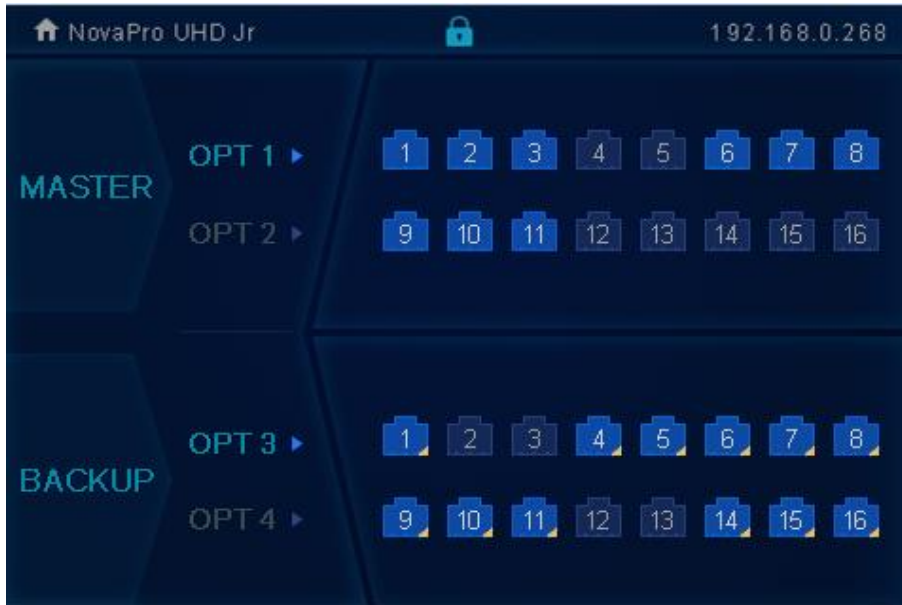 NovaPro UHD Jr 192.168.0.268
MASTER
OPT 1 1 2 3 4 5 6 7 8
OPT 2 9 10 11 12 13 14 15 16
BACKUP
OPT 3 1 2 3 4 5 6 7 8
OPT 4 9 10 11 12 13 14 15 16